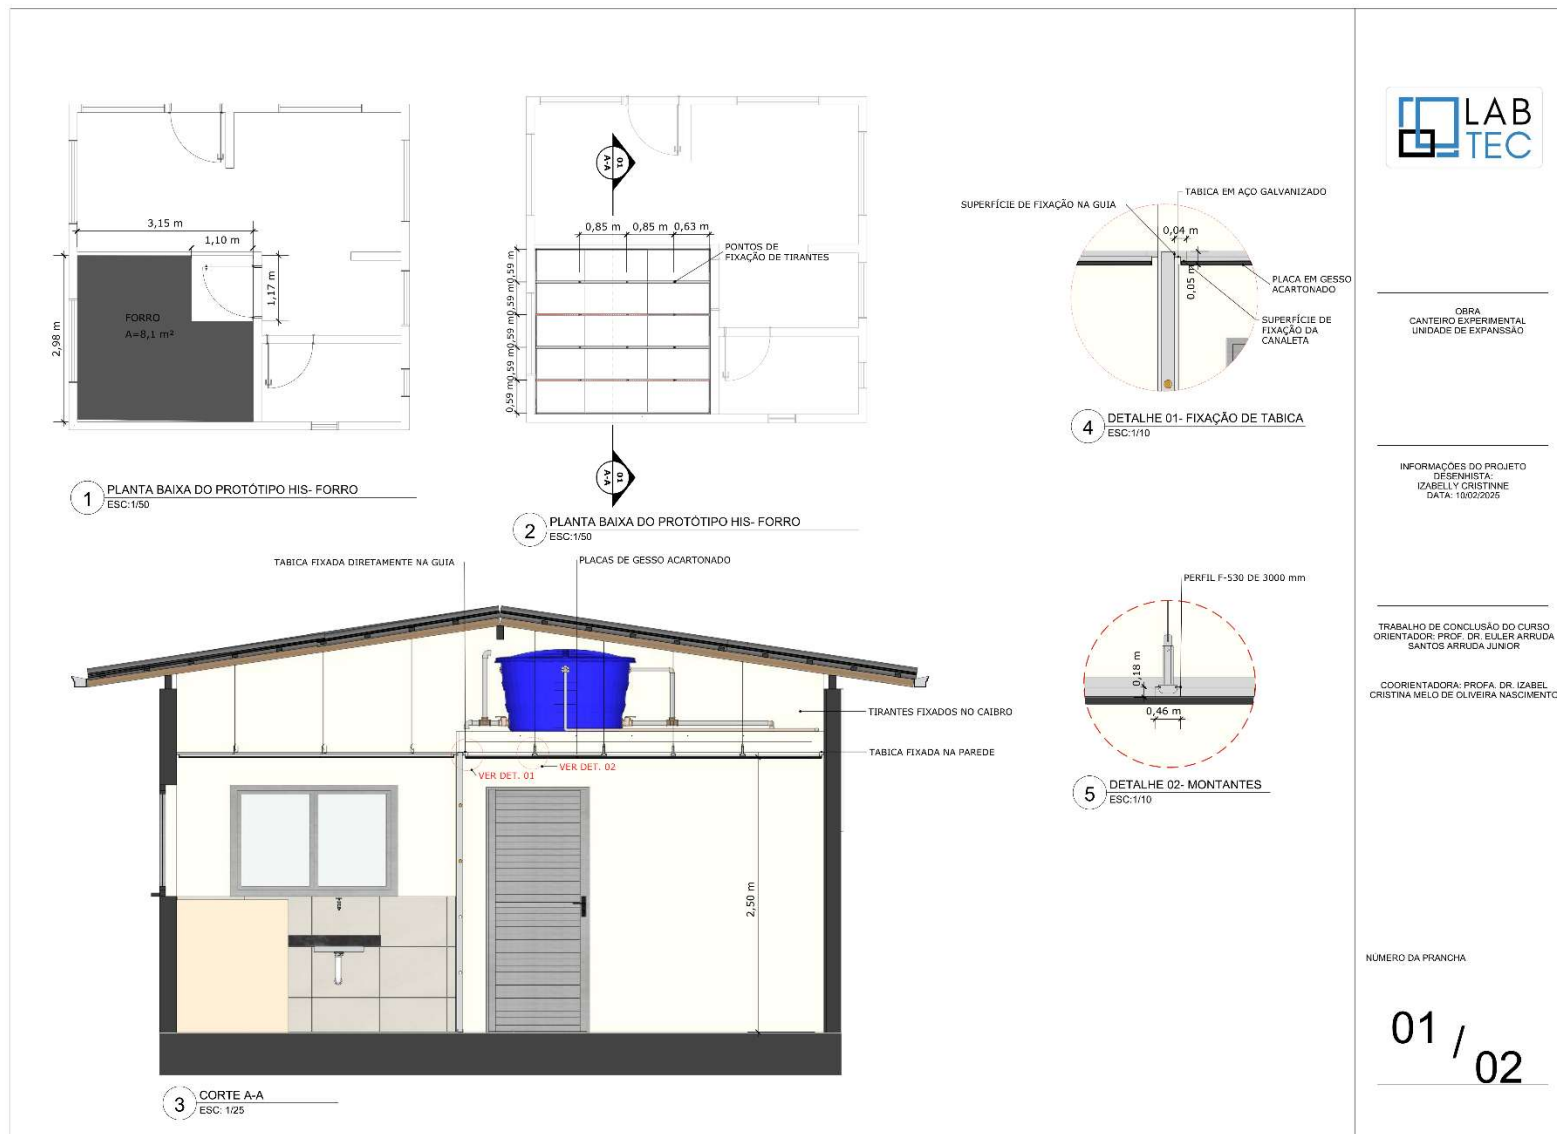 3,15 m
1,10 m
1,17 m
2,98 m
FORRO
A=8,1 m²
1
PLANTA BAIXA DO PROTÓTIPO HIS- FORRO
ESC:1/50
01
A-A
0,85 m
0,85 m
0,63 m
PONTOS DE
FIXAÇÃO DE TIRANTES
0,59 m
0,59 m
0,59 m
0,59 m
0,59 m
01
A-A
2
PLANTA BAIXA DO PROTÓTIPO HIS- FORRO
ESC:1/50
TABICA EM AÇO GALVANIZADO
SUPERFÍCIE DE FIXAÇÃO NA GUIA
0,04 m
0,05 m
PLACA EM GESSO
ACARTONADO
SUPERFÍCIE DE
FIXAÇÃO DA
CANALETA
4
DETALHE 01- FIXAÇÃO DE TABICA
ESC:1/10
TABICA FIXADA DIRETAMENTE NA GUIA
PLACAS DE GESSO ACARTONADO
TIRANTES FIXADOS NO CAIBRO
TABICA FIXADA NA PAREDE
VER DET. 01
VER DET. 02
2,50 m
3
CORTE A-A
ESC: 1/25
PERFIL F-530 DE 3000 mm
0,18 m
0,46 m
5
DETALHE 02- MONTANTES
ESC:1/10
LAB
TEC
OBRA
CANTEIRO EXPERIMENTAL
UNIDADE DE EXPANSSÃO
INFORMAÇÕES DO PROJETO
DESENHISTA:
IZABELLY CRISTINNE
DATA: 10/02/2025
TRABALHO DE CONCLUSÃO DO CURSO
ORIENTADOR: PROF. DR. EULER ARRUDA
SANTOS ARRUDA JUNIOR
COORIENTADORA: PROFA. DR. IZABEL
CRISTINA MELO DE OLIVEIRA NASCIMENTO
NÚMERO DA PRANCHA
01 / 02